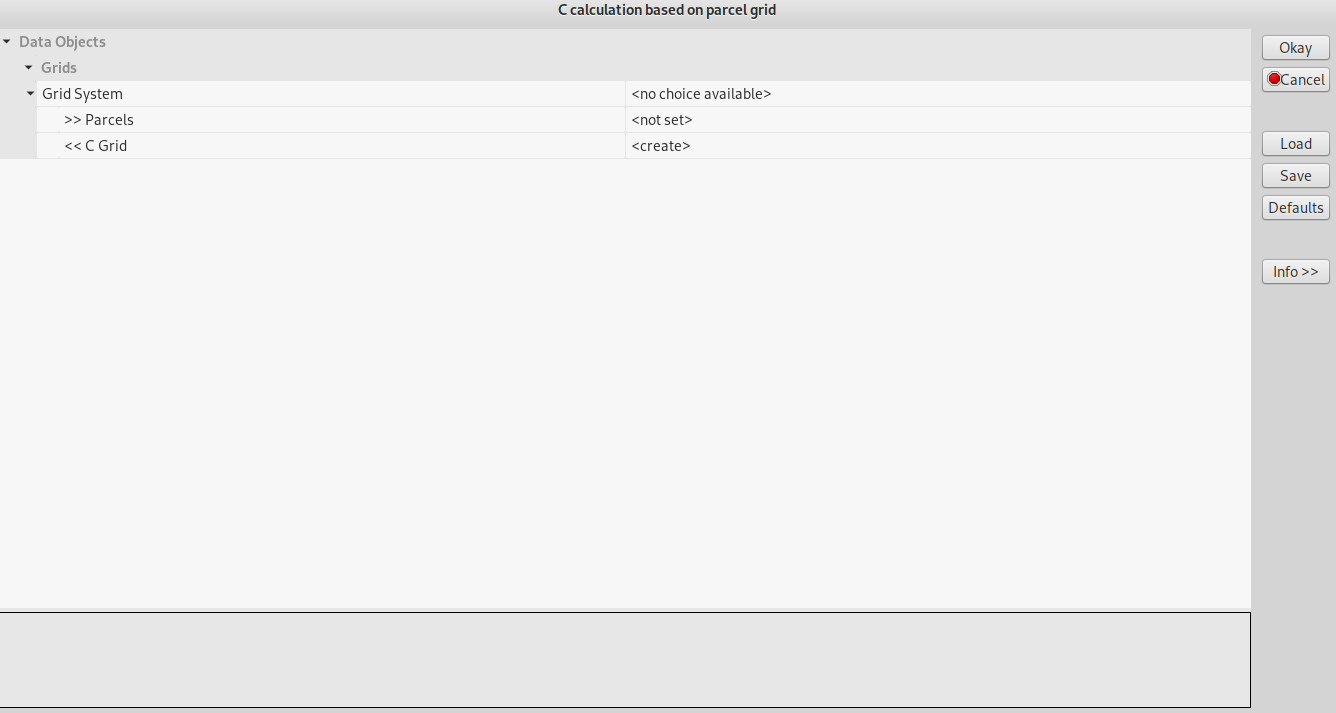 C calculation based on parcel grid
Data Objects
Grids
Grid System <no choice available>
>> Parcels <not set>
<< C Grid <create>
Okay
Cancel
Load
Save
Defaults
Info >>